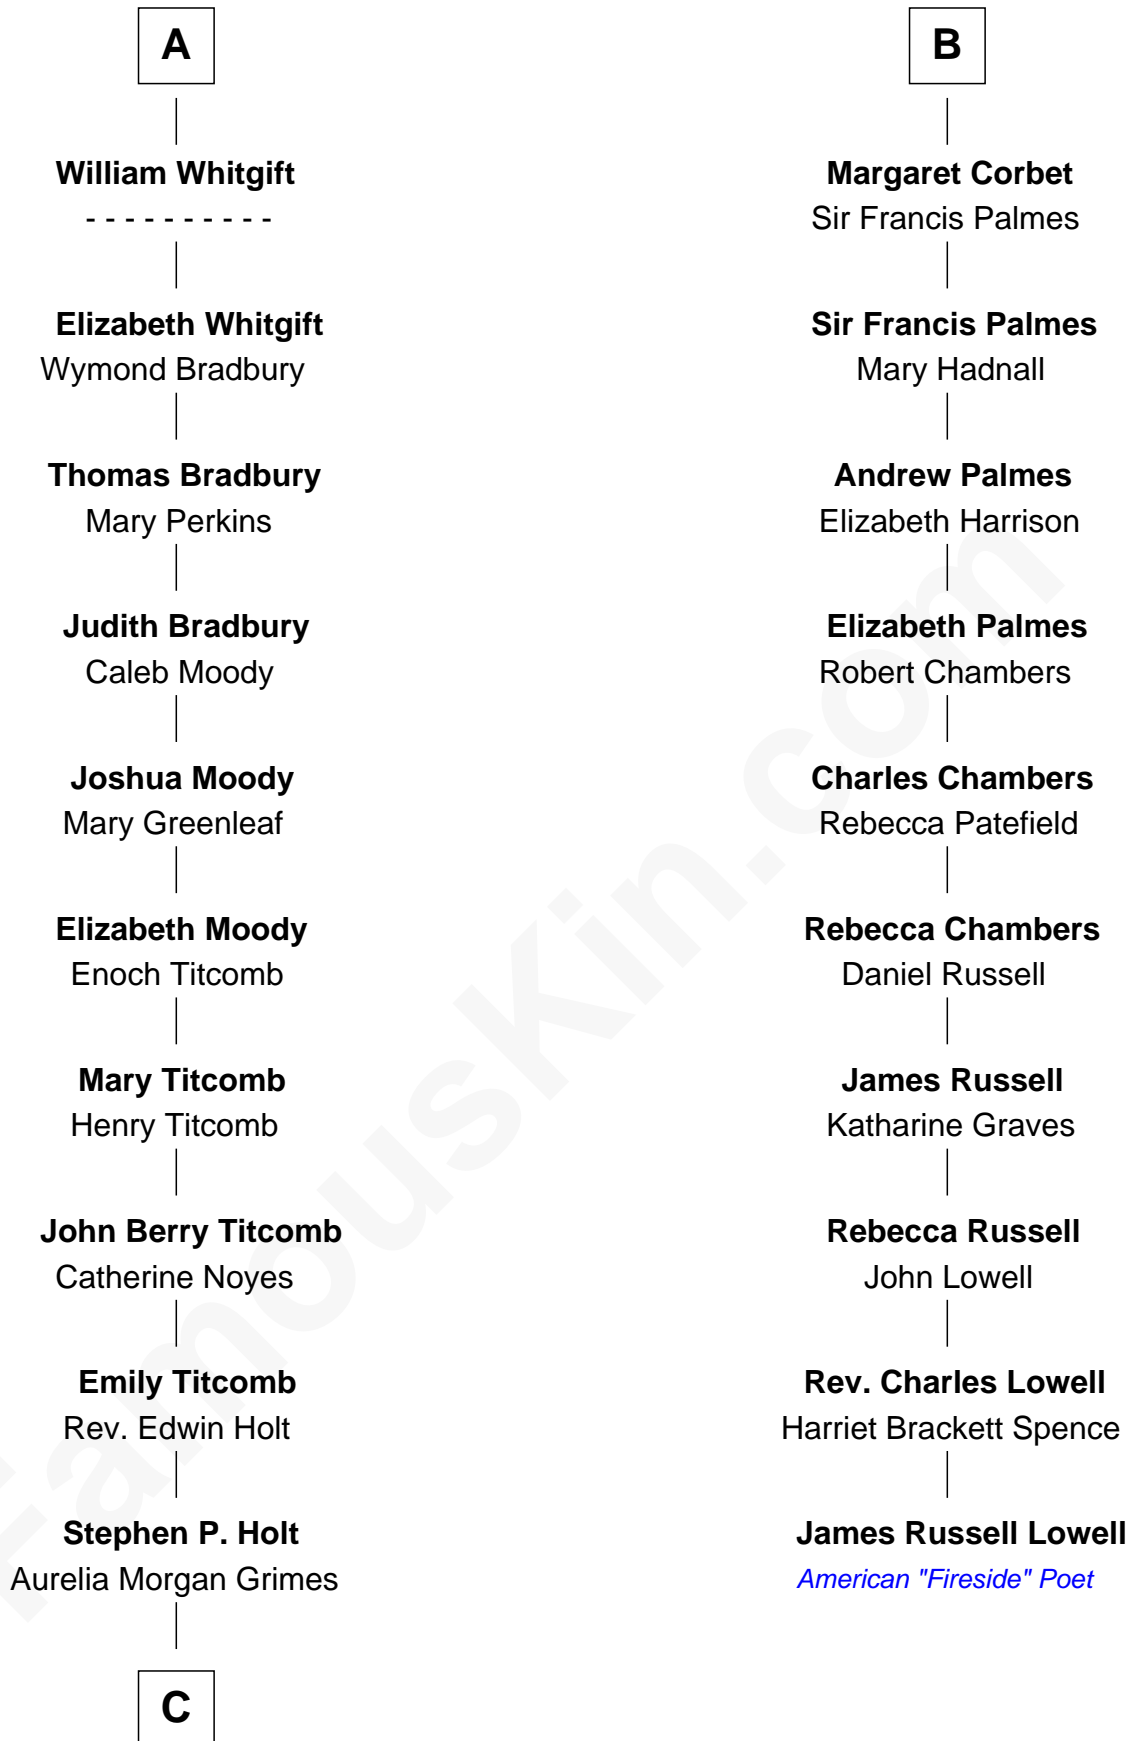 A
William Whitgift
- - - - - - - - - -
Elizabeth Whitgift
Wymond Bradbury
Thomas Bradbury
Mary Perkins
Judith Bradbury
Caleb Moody
Joshua Moody
Mary Greenleaf
Elizabeth Moody
Enoch Titcomb
Mary Titcomb
Henry Titcomb
John Berry Titcomb
Catherine Noyes
Emily Titcomb
Rev. Edwin Holt
Stephen P. Holt
Aurelia Morgan Grimes
C
B
Margaret Corbet
Sir Francis Palmes
Sir Francis Palmes
Mary Hadnall
Andrew Palmes
Elizabeth Harrison
Elizabeth Palmes
Robert Chambers
Charles Chambers
Rebecca Patefield
Rebecca Chambers
Daniel Russell
James Russell
Katharine Graves
Rebecca Russell
John Lowell
Rev. Charles Lowell
Harriet Brackett Spence
James Russell Lowell
American "Fireside" Poet
FamousKin.com